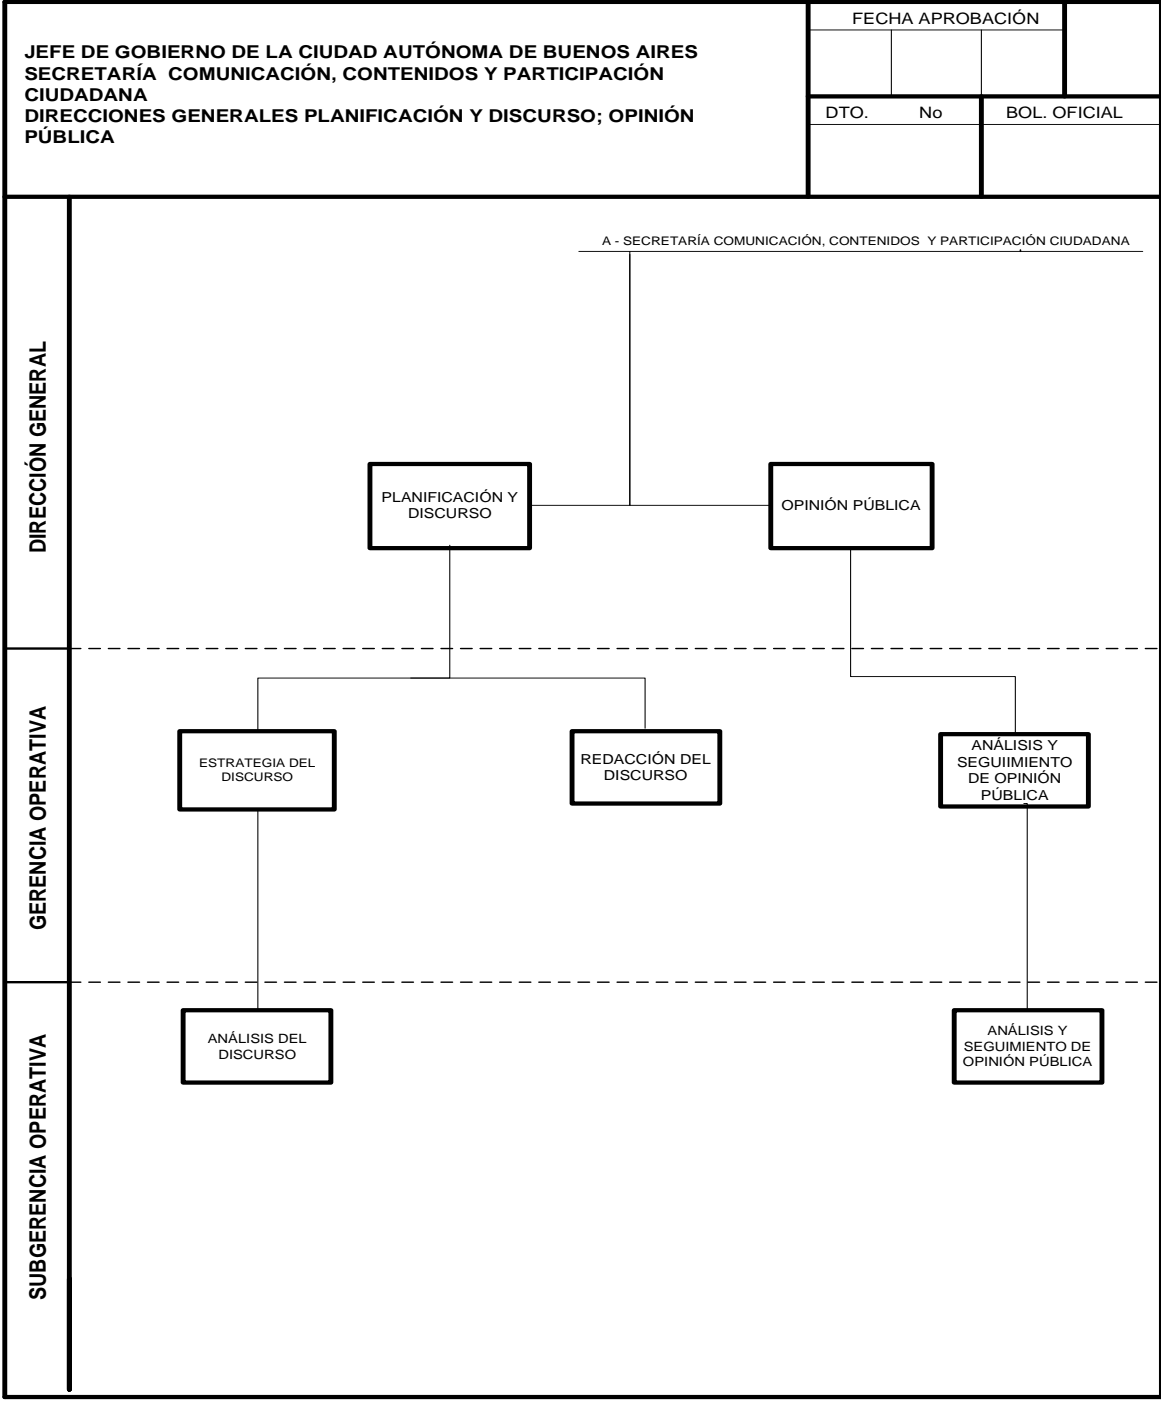 JEFE DE GOBIERNO DE LA CIUDAD AUTÓNOMA DE BUENOS AIRES
SECRETARÍA COMUNICACIÓN, CONTENIDOS Y PARTICIPACIÓN
CIUDADANA
DIRECCIONES GENERALES PLANIFICACIÓN Y DISCURSO; OPINIÓN
PÚBLICA
FECHA APROBACIÓN
DTO. No
BOL. OFICIAL
A - SECRETARÍA COMUNICACIÓN, CONTENIDOS Y PARTICIPACIÓN CIUDADANA
DIRECCIÓN GENERAL
PLANIFICACIÓN Y
DISCURSO
OPINIÓN PÚBLICA
GERENCIA OPERATIVA
ESTRATEGIA DEL
DISCURSO
REDACCIÓN DEL
DISCURSO
ANÁLISIS Y
SEGUIIMIENTO
DE OPINIÓN
PÚBLICA
SUBGERENCIA OPERATIVA
ANÁLISIS DEL
DISCURSO
ANÁLISIS Y
SEGUIMIENTO DE
OPINIÓN PÚBLICA